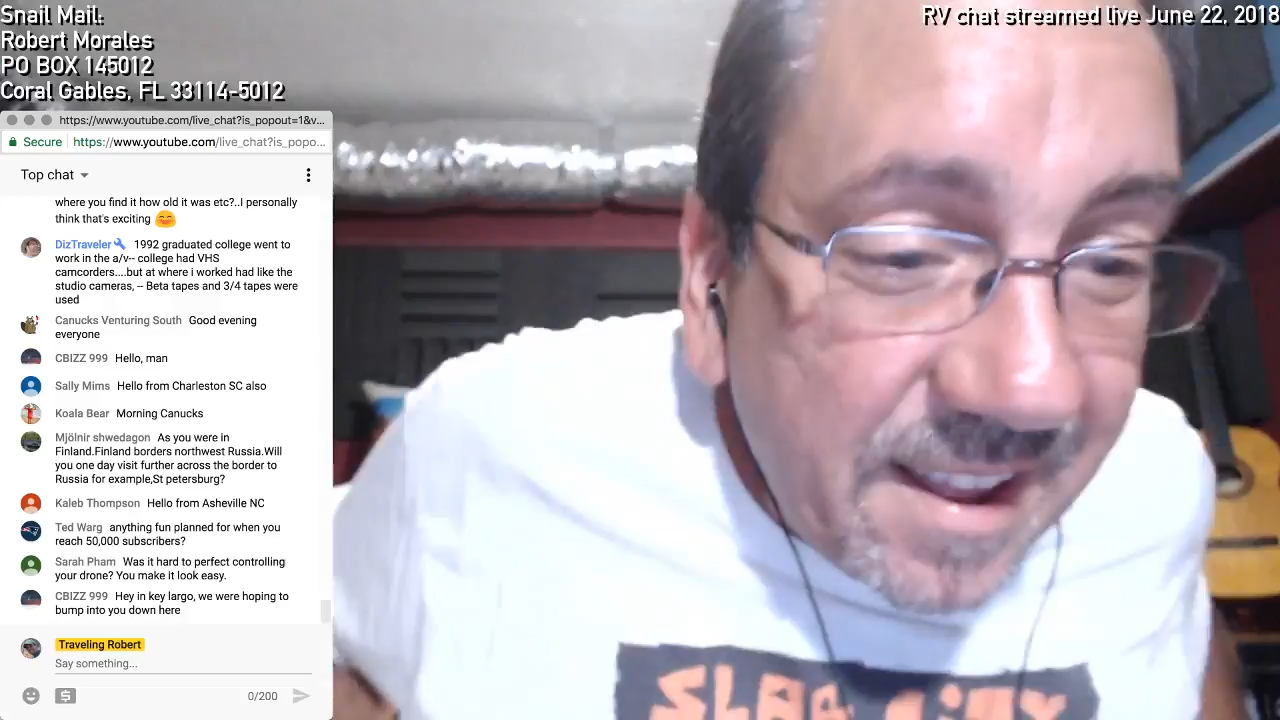 Snail Mail:
Robert Morales
PO BOX 145012
Coral Gables, FL 33114-5012
RV chat streamed live June 22, 2018
https://www.youtube.com/live_chat?is_popout=1&v...
Secure https://www.youtube.com/live_chat?is_popo...
Top chat
where you find it how old it was etc?..I personally
think that's exciting
DizTraveler 1992 graduated college went to
work in the a/v-- college had VHS
camcorders....but at where i worked had like the
studio cameras, -- Beta tapes and 3/4 tapes were
used
Canucks Venturing South Good evening
everyone
CBIZZ 999 Hello, man
Sally Mims Hello from Charleston SC also
Koala Bear Morning Canucks
Mjölnir shwedagon As you were in
Finland.Finland borders northwest Russia.Will
you one day visit further across the border to
Russia for example,St petersburg?
Kaleb Thompson Hello from Asheville NC
Ted Warg anything fun planned for when you
reach 50,000 subscribers?
Sarah Pham Was it hard to perfect controlling
your drone? You make it look easy.
CBIZZ 999 Hey in key largo, we were hoping to
bump into you down here
Traveling Robert
Say something...
0/200
SLAB CITY